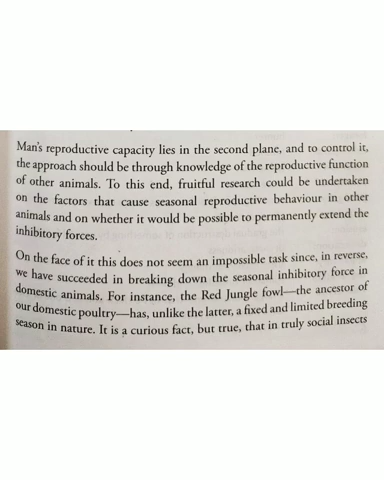 Man's reproductive capacity lies in the second plane, and to control it,
the approach should be through knowledge of the reproductive function
of other animals. To this end, fruitful research could be undertaken
on the factors that cause seasonal reproductive behaviour in other
animals and on whether it would be possible to permanently extend the
inhibitory forces.
On the face of it this does not seem an impossible task since, in reverse,
we have succeeded in breaking down the seasonal inhibitory force in
domestic animals. For instance, the Red Jungle fowl—the ancestor of
our domestic poultry—has, unlike the latter, a fixed and limited breeding
season in nature. It is a curious fact, but true, that in truly social insects